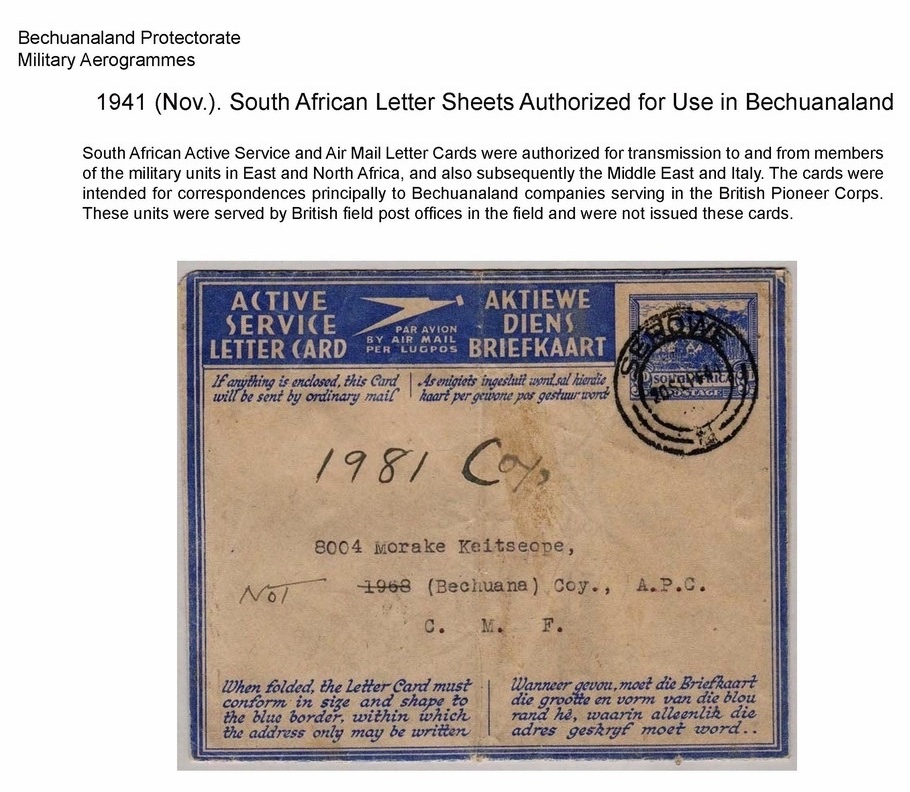 Bechuanaland Protectorate
Military Aerogrammes
1941 (Nov.). South African Letter Sheets Authorized for Use in Bechuanaland
South African Active Service and Air Mail Letter Cards were authorized for transmission to and from members
of the military units in East and North Africa, and also subsequently the Middle East and Italy. The cards were
intended for correspondences principally to Bechuanaland companies serving in the British Pioneer Corps.
These units were served by British field post offices in the field and were not issued these cards.
ACTIVE
SERVICE
LETTER CARD
PAR AVION
BY AIR MAIL
PER LUGPOS
AKTIEWE
DIENS
BRIEFKAART
SEROWE
SOUTH AFRICA
POSTAGE
If anything is enclosed, this Card
will be sent by ordinary mail
As enigiets ingesluit word, sal hierdie
kaart per gewone pos gestuur word
1981 Coy,
8004 Morake Keitseope,
NOT 1968 (Bechuana) Coy., A.P.C.
C. M. F.
When folded, the Letter Card must
conform in size and shape to
the blue border, within which
the address only may be written
Wanneer gevou, moet die Briefkaart
die grootte en vorm van die blou
rand hê, waarin alleenlik die
adres geskryf moet word..